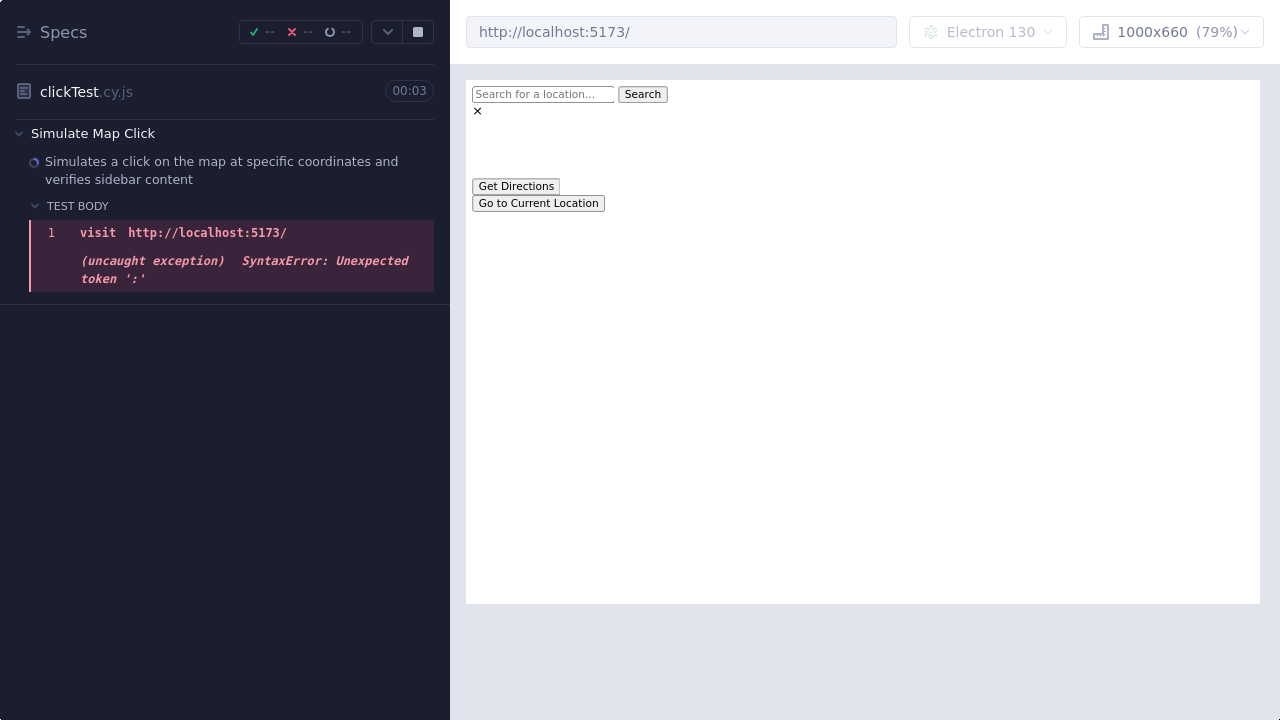 Specs
-- -- --
clickTest.cy.js
00:03
Simulate Map Click
Simulates a click on the map at specific coordinates and
verifies sidebar content
TEST BODY
1 visit http://localhost:5173/
(uncaught exception) SyntaxError: Unexpected
token ':'
http://localhost:5173/
Electron 130
1000x660 (79%)
Search for a location...
Search
×
Get Directions
Go to Current Location